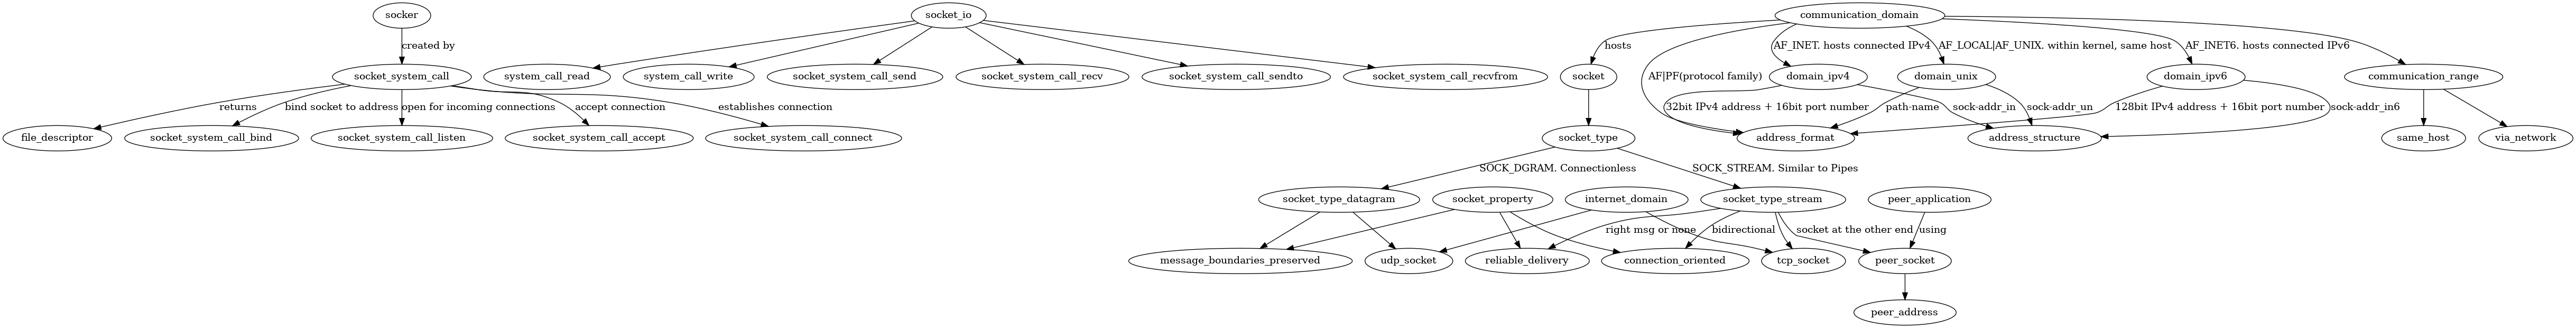 socker
socket_io
communication_domain
created by
hosts
AF_INET. hosts connected IPv4
AF_LOCAL|AF_UNIX. within kernel, same host
AF_INET6. hosts connected IPv6
socket_system_call
system_call_read
system_call_write
socket_system_call_send
socket_system_call_recv
socket_system_call_sendto
socket_system_call_recvfrom
socket
AF|PF(protocol family)
domain_ipv4
domain_unix
domain_ipv6
communication_range
returns
bind socket to address
open for incoming connections
accept connection
establishes connection
32bit IPv4 address + 16bit port number
path-name
sock-addr_in
sock-addr_un
128bit IPv4 address + 16bit port number
sock-addr_in6
file_descriptor
socket_system_call_bind
socket_system_call_listen
socket_system_call_accept
socket_system_call_connect
socket_type
address_format
address_structure
same_host
via_network
SOCK_DGRAM. Connectionless
SOCK_STREAM. Similar to Pipes
socket_type_datagram
socket_property
internet_domain
socket_type_stream
peer_application
right msg or none
bidirectional
socket at the other end
using
message_boundaries_preserved
udp_socket
reliable_delivery
connection_oriented
tcp_socket
peer_socket
peer_address